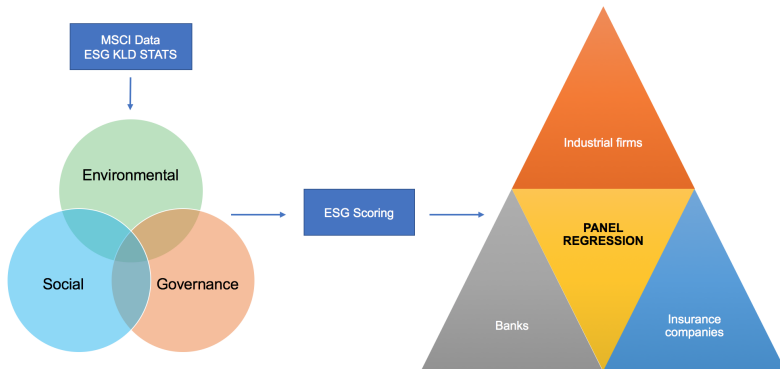 MSCI Data
ESG KLD STATS
Environmental
Social
Governance
ESG Scoring
Industrial firms
PANEL
REGRESSION
Banks
Insurance
companies